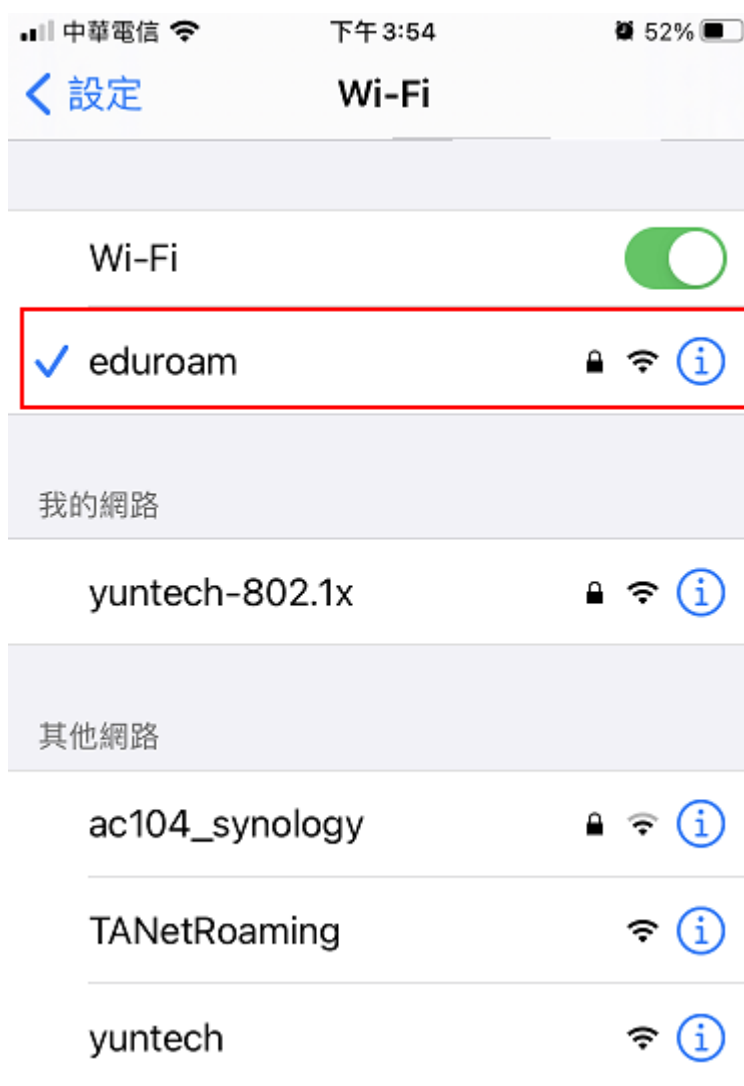 中華電信 下午3:54 52%
設定 Wi-Fi
Wi-Fi
eduroam
我的網路
yuntech-802.1x
其他網路
ac104_synology
TANetRoaming
yuntech